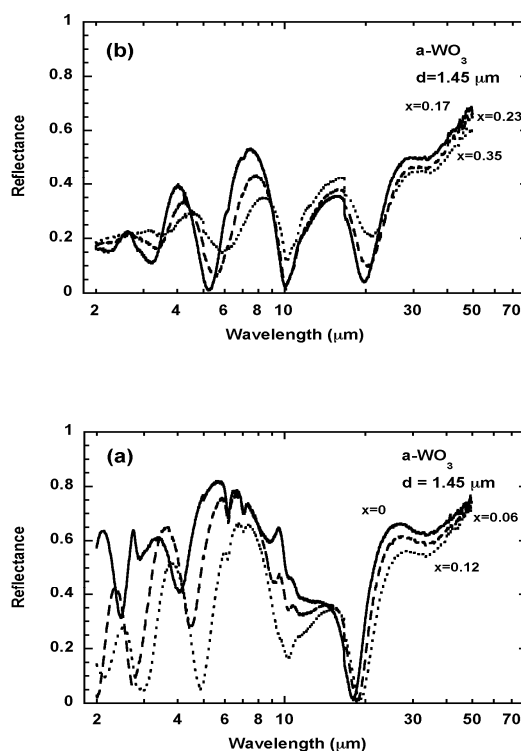 (b)
a-WO3
d=1.45 μm
x=0.17
x=0.23
x=0.35
Reflectance
1
0.8
0.6
0.4
0.2
0
2 4 6 8 10 30 50 70
Wavelength (μm)
(a)
a-WO3
d = 1.45 μm
x=0
x=0.06
x=0.12
Reflectance
1
0.8
0.6
0.4
0.2
0
2 4 6 8 10 30 50 70
Wavelength (μm)